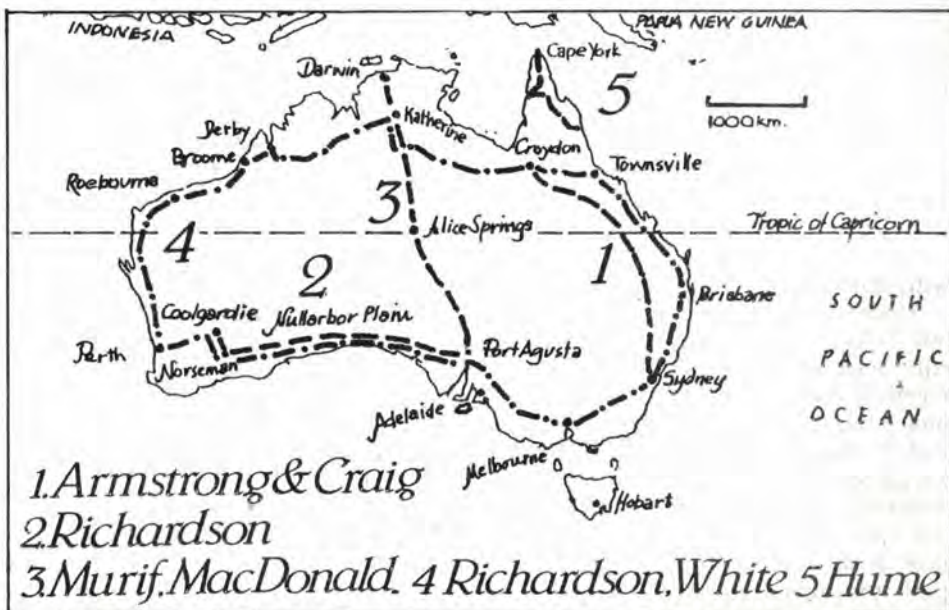 INDONESIA
PAPUA NEW GUINEA
Cape York
Darwin
5
Katherine
1000 km.
Derby
Croydon
Broome
Townsville
Roebourne
3
Alice Springs
Tropic of Capricorn
4
1
2
Brisbane
SOUTH
Coolgardie
Nullarbor Plain
PACIFIC
Perth
Norseman
Port Agusta
Sydney
OCEAN
Adelaide
Melbourne
Hobart
1. Armstrong & Craig
2. Richardson
3. Murif, MacDonald. 4 Richardson, White 5 Hume